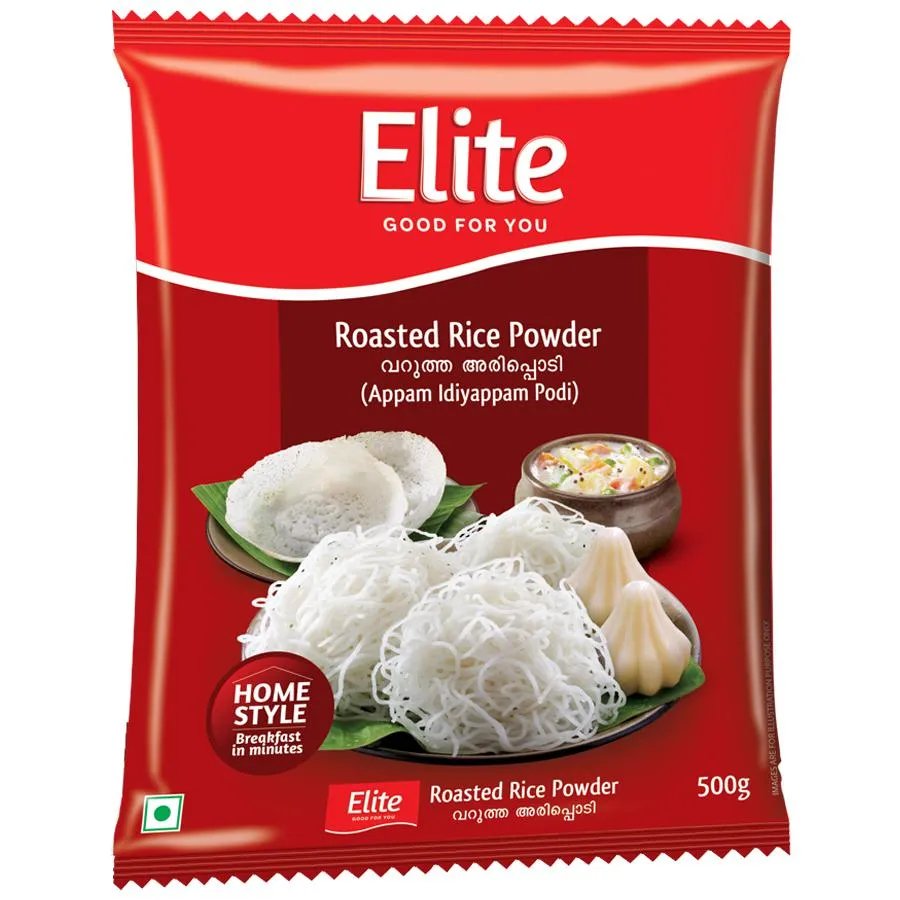 Elite
GOOD FOR YOU
Roasted Rice Powder
വറുത്ത അരിപ്പൊടി
(Appam Idiyappam Podi)
HOME
STYLE
Breakfast
in minutes
IMAGES ARE FOR ILLUSTRATION PURPOSE ONLY
Elite
GOOD FOR YOU
Roasted Rice Powder
വറുത്ത അരിപ്പൊടി
500g